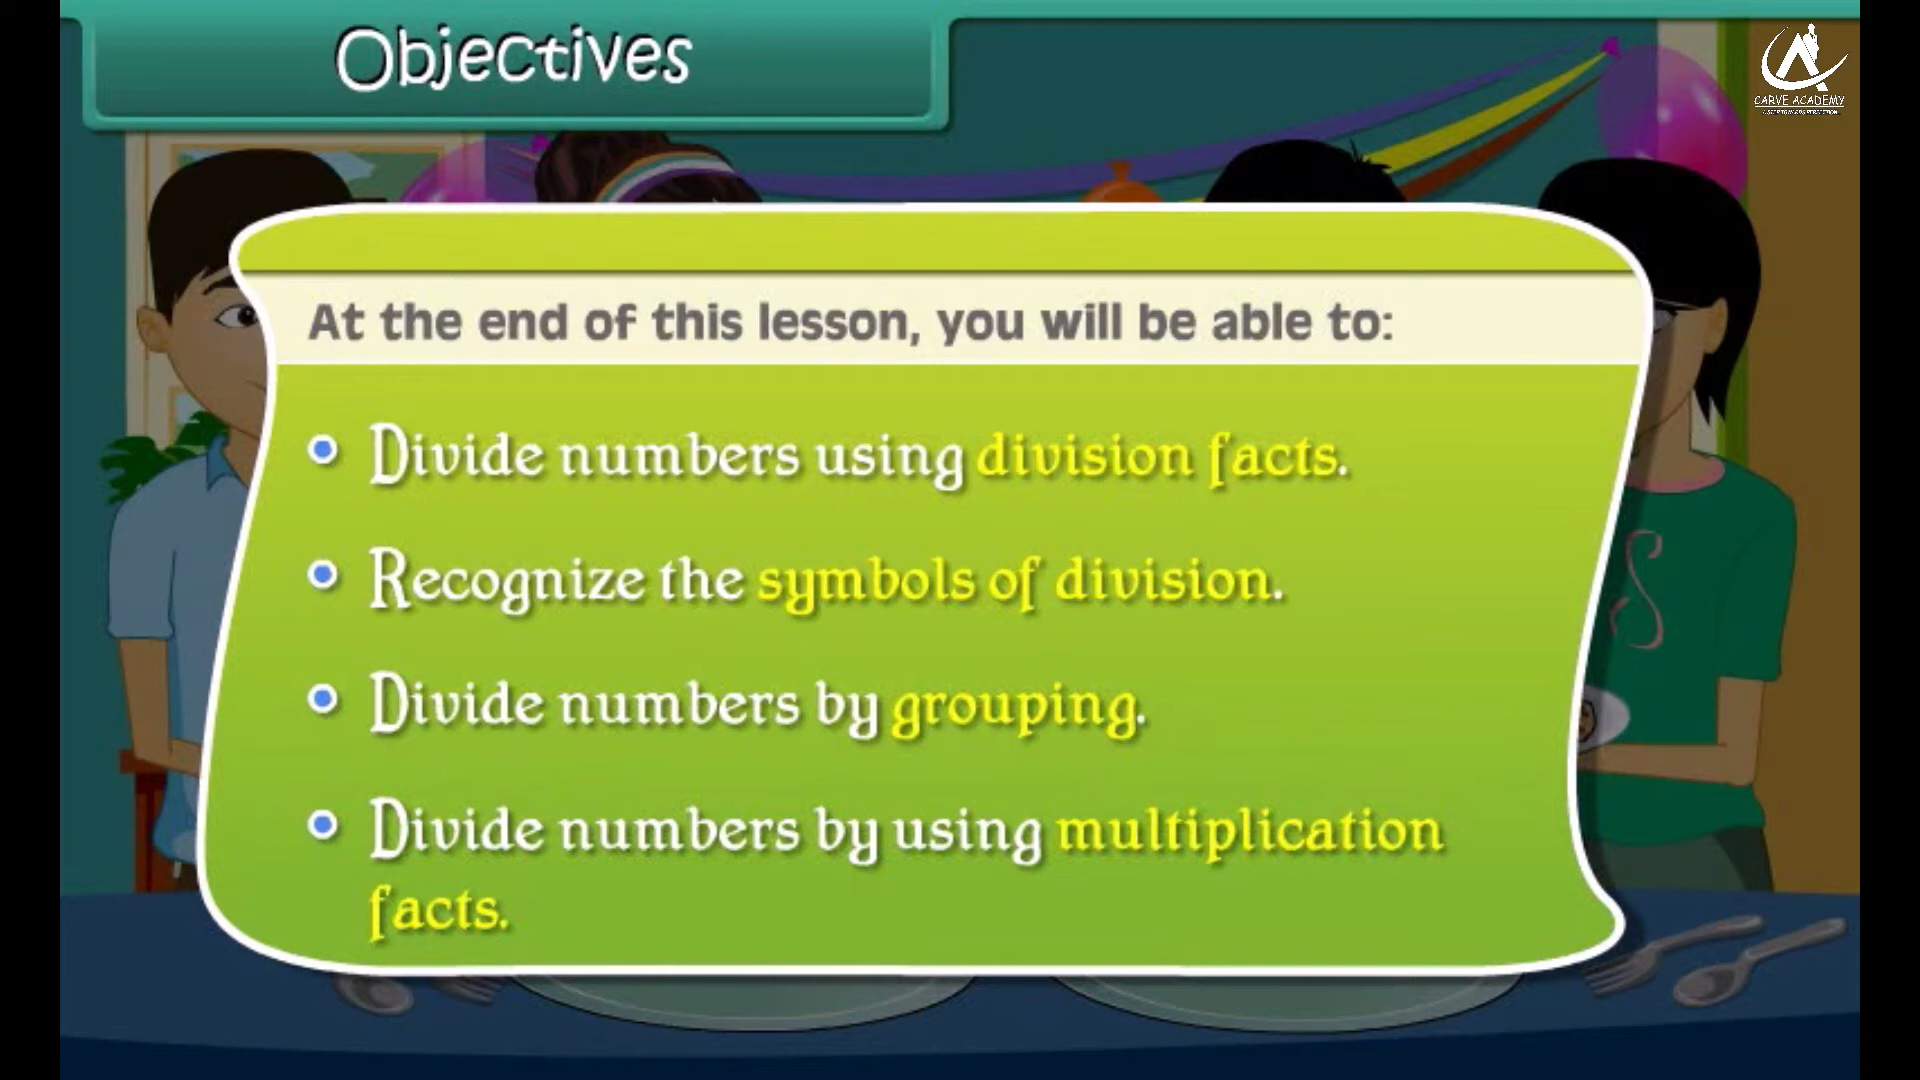 Objectives
CARVE ACADEMY
At the end of this lesson, you will be able to:
Divide numbers using division facts.
Recognize the symbols of division.
Divide numbers by grouping.
Divide numbers by using multiplication
facts.
S